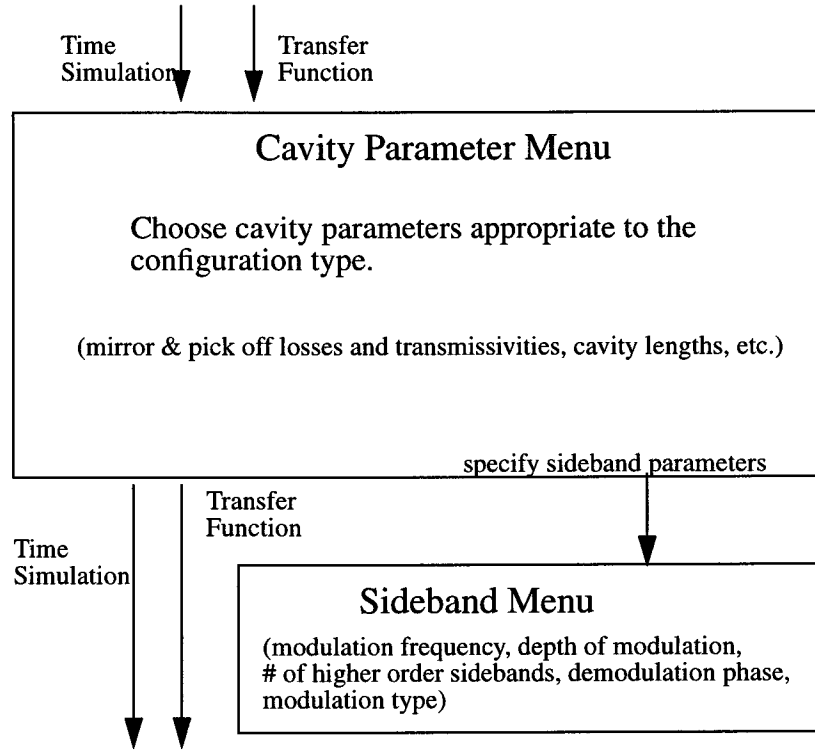 Time
Simulation
Transfer
Function
Cavity Parameter Menu
Choose cavity parameters appropriate to the
configuration type.
(mirror & pick off losses and transmissivities, cavity lengths, etc.)
specify sideband parameters
Transfer
Function
Time
Simulation
Sideband Menu
(modulation frequency, depth of modulation,
# of higher order sidebands, demodulation phase,
modulation type)